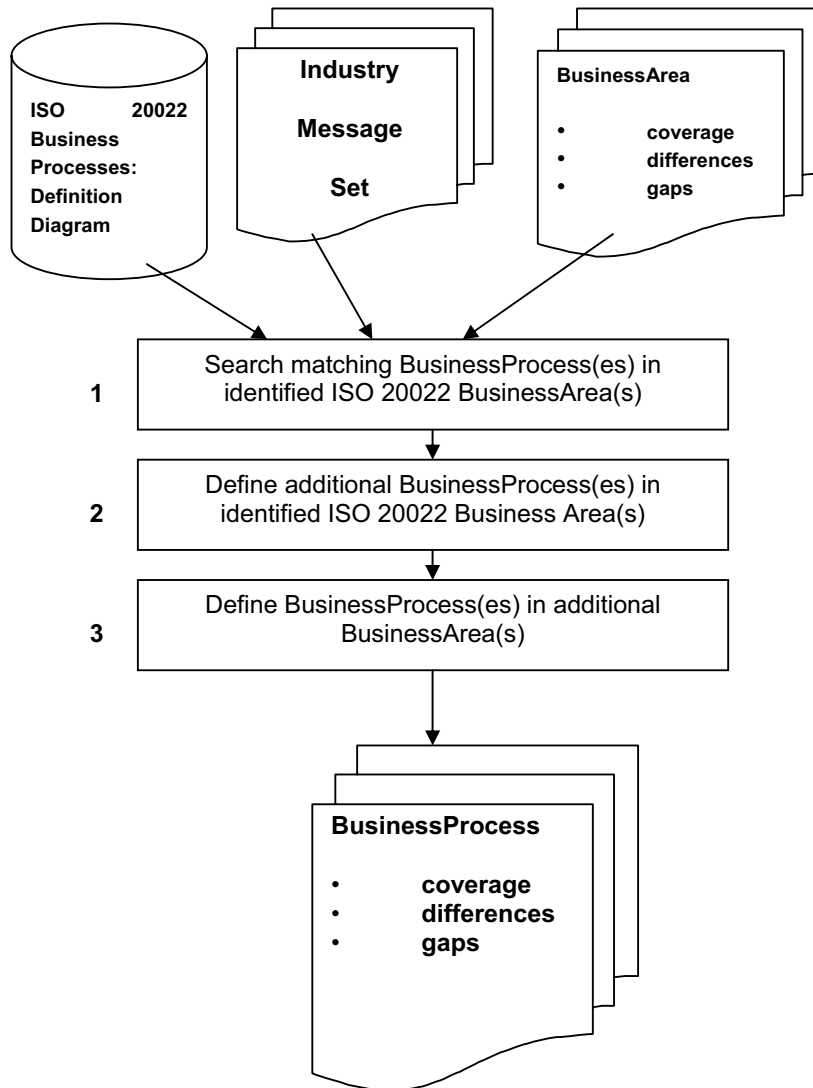 ISO 20022
Business
Processes:
Definition
Diagram
Industry
Message
Set
BusinessArea
• coverage
• differences
• gaps
1
Search matching BusinessProcess(es) in
identified ISO 20022 BusinessArea(s)
2
Define additional BusinessProcess(es) in
identified ISO 20022 Business Area(s)
3
Define BusinessProcess(es) in additional
BusinessArea(s)
BusinessProcess
• coverage
• differences
• gaps